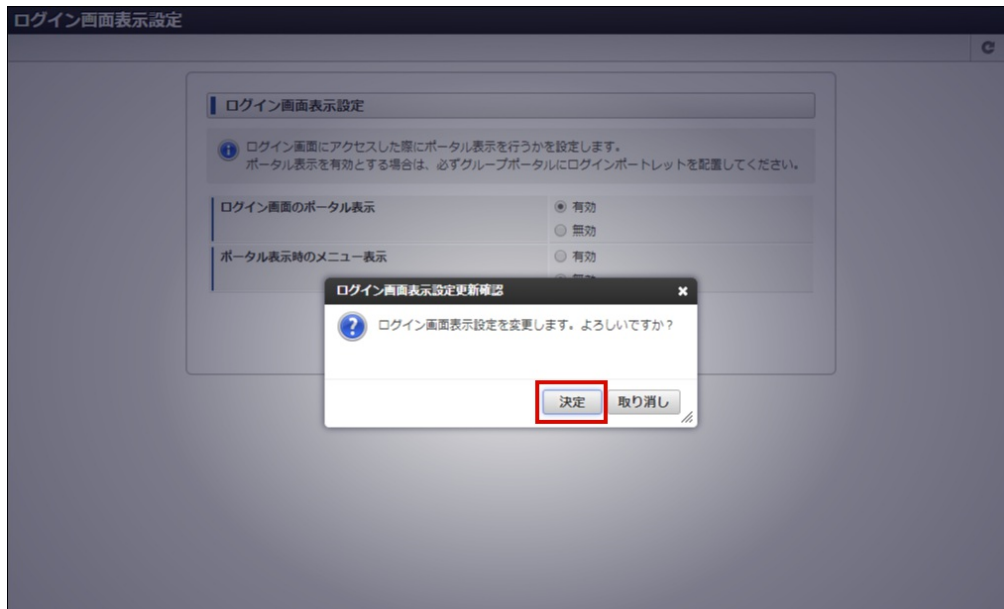 ログイン画面表示設定
ログイン画面表示設定
ログイン画面にアクセスした際にポータル表示を行うかを設定します。
ポータル表示を有効とする場合は、必ずグループポータルにログインポートレットを配置してください。
ログイン画面のポータル表示
有効
無効
ポータル表示時のメニュー表示
有効
ログイン画面表示設定更新確認
ログイン画面表示設定を変更します。よろしいですか？
決定 取り消し